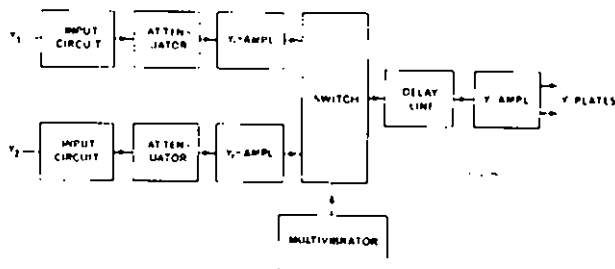 Y1
INPUT
CIRCUIT
ATTEN-
UATOR
Y1-AMPL
Y2
INPUT
CIRCUIT
ATTEN-
UATOR
Y2-AMPL
SWITCH
DELAY
LINE
Y AMPL
Y PLATES
MULTIVIBRATOR